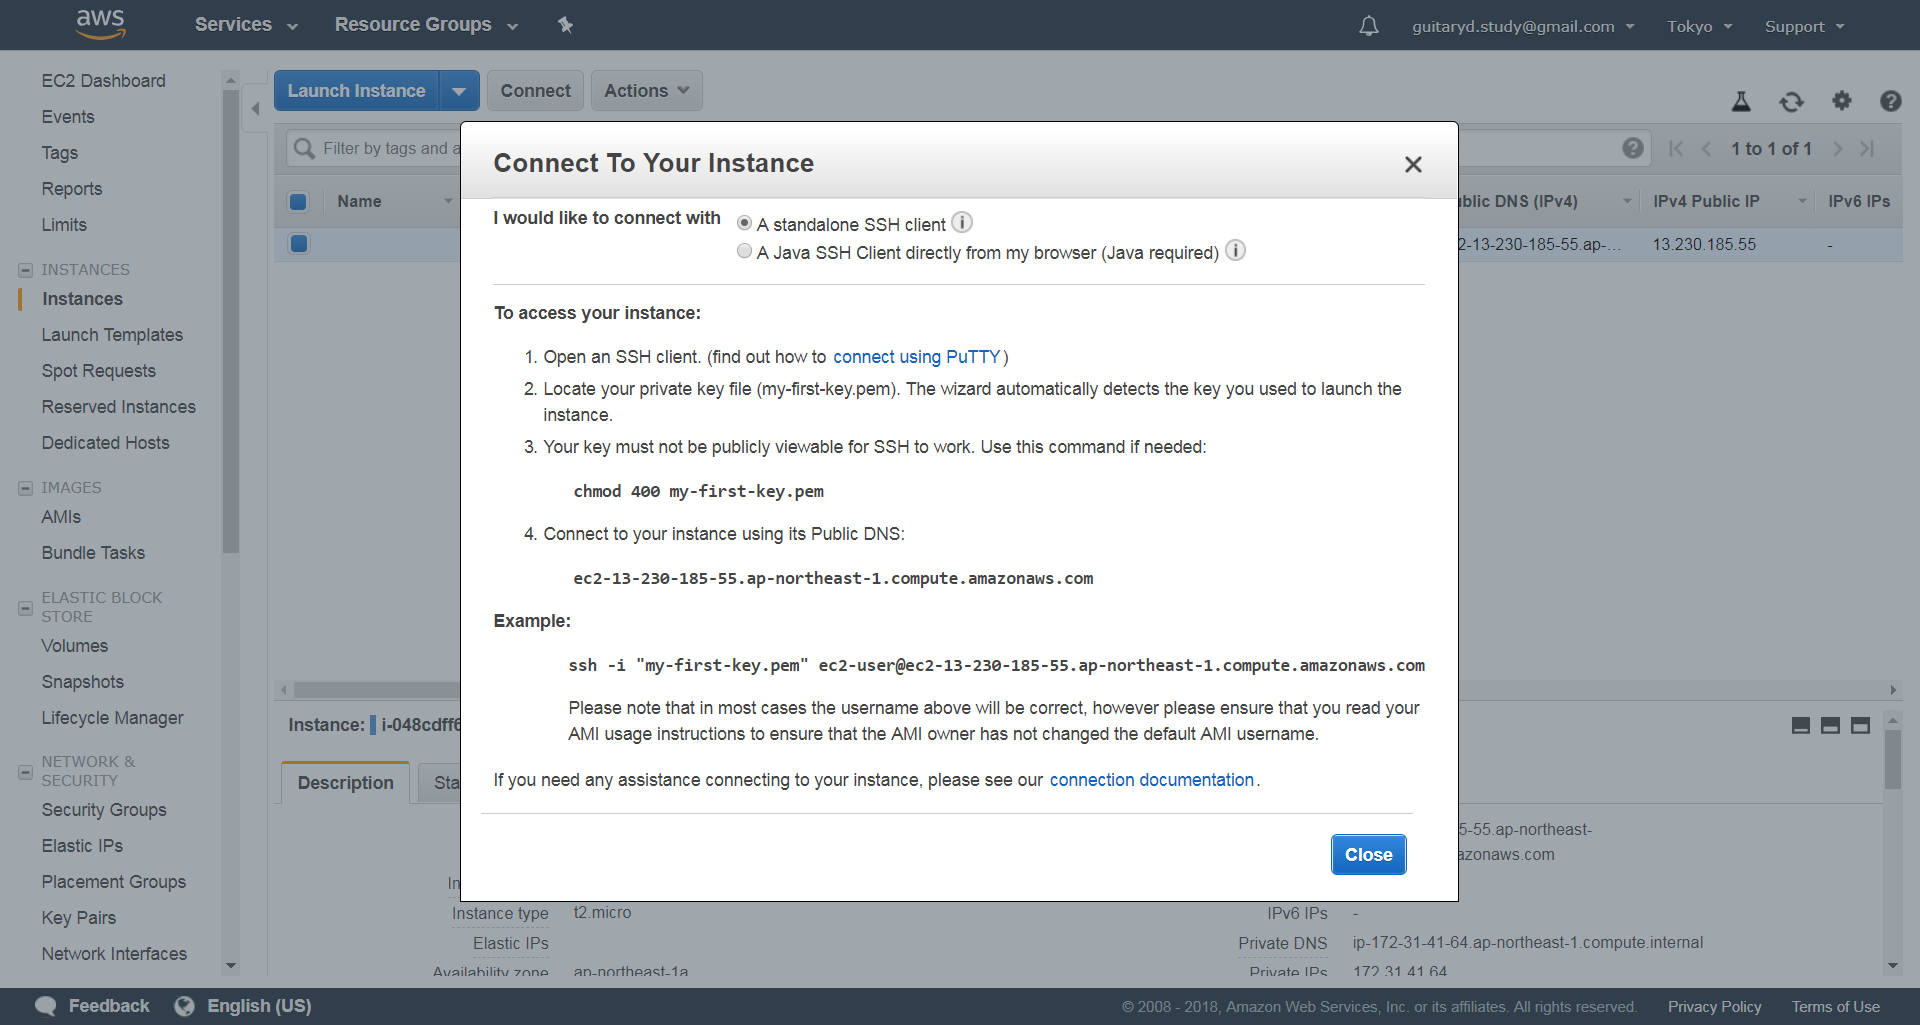 aws
Services
Resource Groups
guitaryd.study@gmail.com
Tokyo
Support
EC2 Dashboard
Events
Tags
Reports
Limits
INSTANCES
Instances
Launch Templates
Spot Requests
Reserved Instances
Dedicated Hosts
IMAGES
AMIs
Bundle Tasks
ELASTIC BLOCK
STORE
Volumes
Snapshots
Lifecycle Manager
NETWORK &
SECURITY
Security Groups
Elastic IPs
Placement Groups
Key Pairs
Network Interfaces
Launch Instance
Connect
Actions
Filter by tags and a
1 to 1 of 1
Name
blic DNS (IPv4)
IPv4 Public IP
IPv6 IPs
2-13-230-185-55.ap-...
13.230.185.55
-
Connect To Your Instance
I would like to connect with
A standalone SSH client
A Java SSH Client directly from my browser (Java required)
To access your instance:
1. Open an SSH client. (find out how to connect using PuTTY)
2. Locate your private key file (my-first-key.pem). The wizard automatically detects the key you used to launch the
instance.
3. Your key must not be publicly viewable for SSH to work. Use this command if needed:
chmod 400 my-first-key.pem
4. Connect to your instance using its Public DNS:
ec2-13-230-185-55.ap-northeast-1.compute.amazonaws.com
Example:
ssh -i "my-first-key.pem" ec2-user@ec2-13-230-185-55.ap-northeast-1.compute.amazonaws.com
Please note that in most cases the username above will be correct, however please ensure that you read your
AMI usage instructions to ensure that the AMI owner has not changed the default AMI username.
If you need any assistance connecting to your instance, please see our connection documentation.
Close
Instance: i-048cdff6
Description
Sta
5-55.ap-northeast-
azonaws.com
In
Instance type
t2.micro
IPv6 IPs
-
Elastic IPs
Private DNS
ip-172-31-41-64.ap-northeast-1.compute.internal
Availability zone
ap-northeast-1a
Private IPs
172.31.41.64
Feedback
English (US)
© 2008 - 2018, Amazon Web Services, Inc. or its affiliates. All rights reserved.
Privacy Policy
Terms of Use